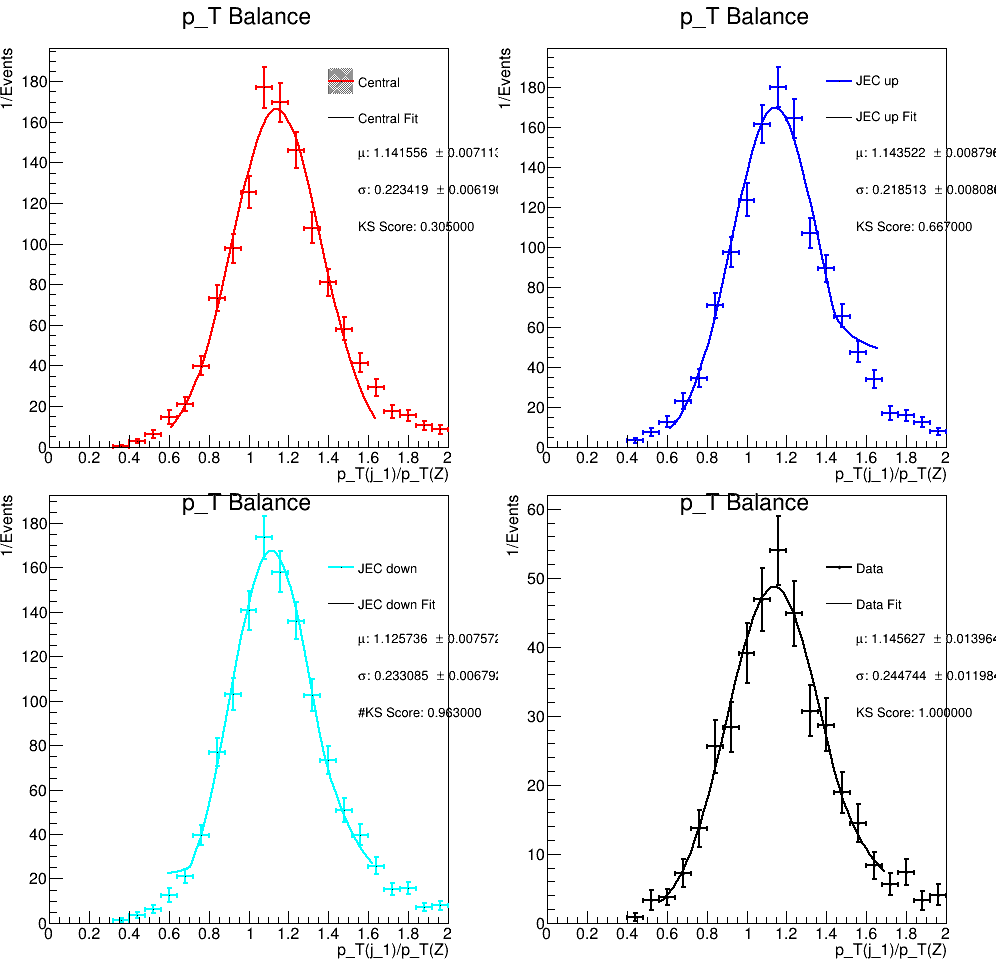 p_T Balance
1/Events
180
160
140
120
100
80
60
40
20
0
0 0.2 0.4 0.6 0.8 1 1.2 1.4 1.6 1.8 2
p_T(j_1)/p_T(Z)
Central
Central Fit
μ: 1.141556 ± 0.007113
σ: 0.223419 ± 0.006190
KS Score: 0.305000
p_T Balance
1/Events
180
160
140
120
100
80
60
40
20
0
0 0.2 0.4 0.6 0.8 1 1.2 1.4 1.6 1.8 2
p_T(j_1)/p_T(Z)
JEC up
JEC up Fit
μ: 1.143522 ± 0.008796
σ: 0.218513 ± 0.008086
KS Score: 0.667000
p_T Balance
1/Events
180
160
140
120
100
80
60
40
20
0
0 0.2 0.4 0.6 0.8 1 1.2 1.4 1.6 1.8 2
p_T(j_1)/p_T(Z)
JEC down
JEC down Fit
μ: 1.125736 ± 0.007572
σ: 0.233085 ± 0.006792
#KS Score: 0.963000
p_T Balance
1/Events
60
50
40
30
20
10
0
0 0.2 0.4 0.6 0.8 1 1.2 1.4 1.6 1.8 2
p_T(j_1)/p_T(Z)
Data
Data Fit
μ: 1.145627 ± 0.013964
σ: 0.244744 ± 0.011984
KS Score: 1.000000